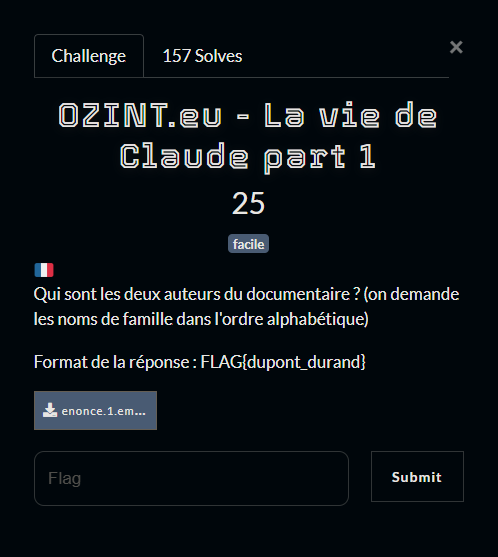 Challenge
157 Solves
×
OZINT.eu - La vie de
Claude part 1
25
facile
Qui sont les deux auteurs du documentaire ? (on demande
les noms de famille dans l'ordre alphabétique)
Format de la réponse : FLAG{dupont_durand}
enonce.1.em...
Flag
Submit